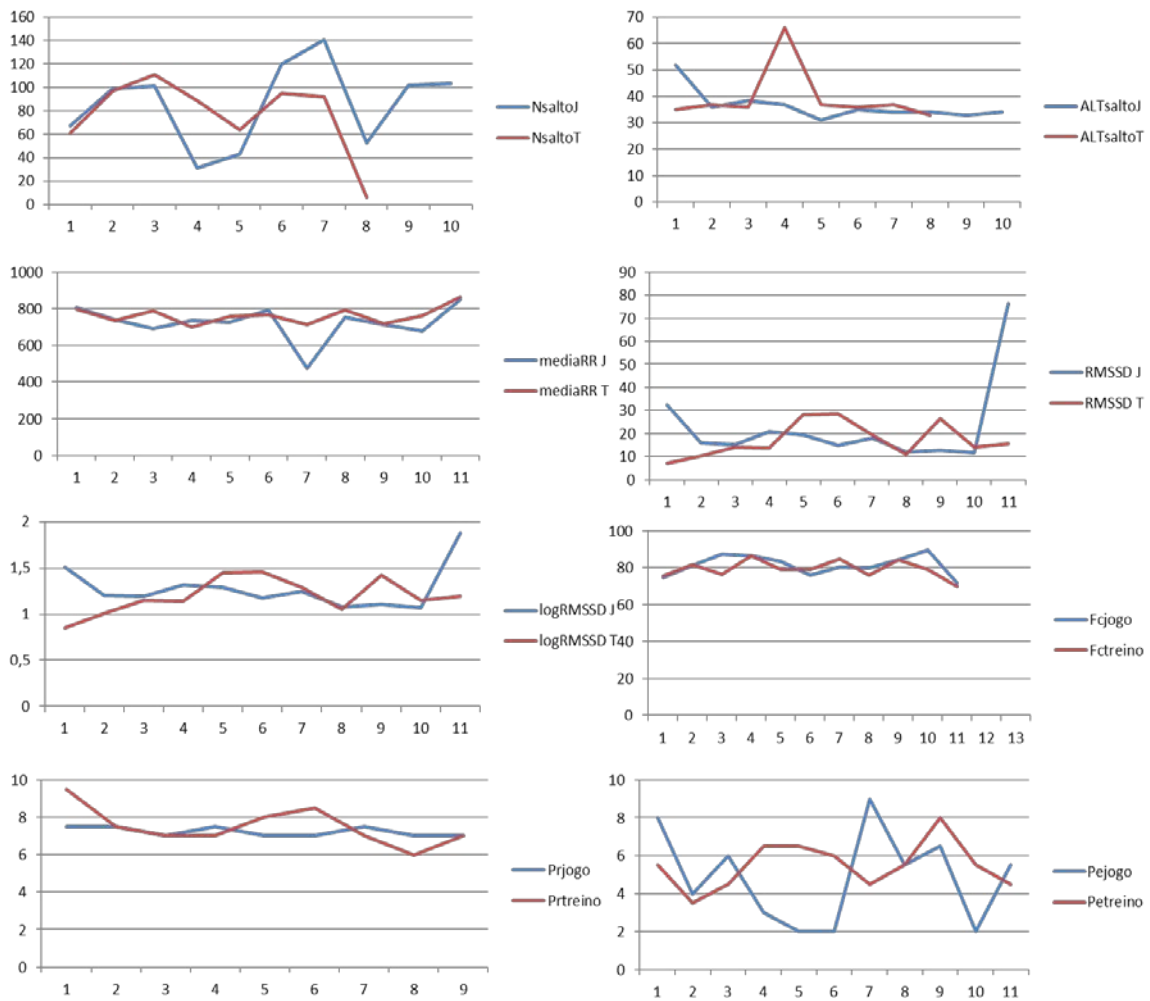 160
140
120
100
80
60
40
20
0
1 2 3 4 5 6 7 8 9 10
NsaltoJ
NsaltoT
70
60
50
40
30
20
10
0
1 2 3 4 5 6 7 8 9 10
ALTsaltoJ
ALTsaltoT
1000
800
600
400
200
0
1 2 3 4 5 6 7 8 9 10 11
mediaRR J
mediaRR T
90
80
70
60
50
40
30
20
10
0
1 2 3 4 5 6 7 8 9 10 11
RMSSD J
RMSSD T
2
1,5
1
0,5
0
1 2 3 4 5 6 7 8 9 10 11
logRMSSD J
logRMSSD T
100
80
60
40
20
0
1 2 3 4 5 6 7 8 9 10 11 12 13
Fcjogo
Fctreino
10
8
6
4
2
0
1 2 3 4 5 6 7 8 9
Prjogo
Prtreino
10
8
6
4
2
0
1 2 3 4 5 6 7 8 9 10 11
Pejogo
Petreino